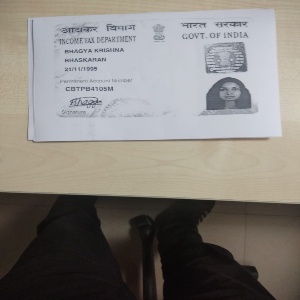 आयकर विभाग
INCOME TAX DEPARTMENT
भारत सरकार
GOVT. OF INDIA
BHAGYA KRISHNA
BHASKARAN
21/11/1995
Permanent Account Number
CBTPB4105M
Signature